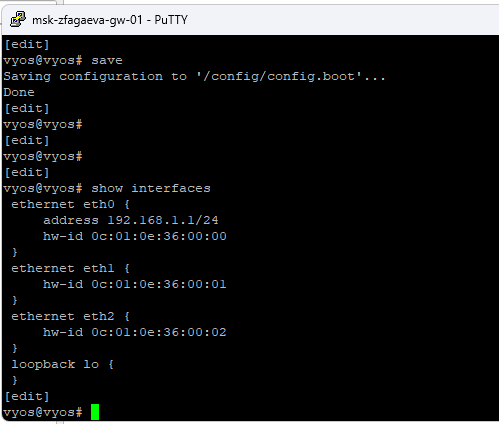 msk-zfagaeva-gw-01 - PuTTY
[edit]
vyos@vyos# save
Saving configuration to '/config/config.boot'...
Done
[edit]
vyos@vyos#
[edit]
vyos@vyos#
[edit]
vyos@vyos# show interfaces
 ethernet eth0 {
     address 192.168.1.1/24
     hw-id 0c:01:0e:36:00:00
 }
 ethernet eth1 {
     hw-id 0c:01:0e:36:00:01
 }
 ethernet eth2 {
     hw-id 0c:01:0e:36:00:02
 }
 loopback lo {
 }
[edit]
vyos@vyos#